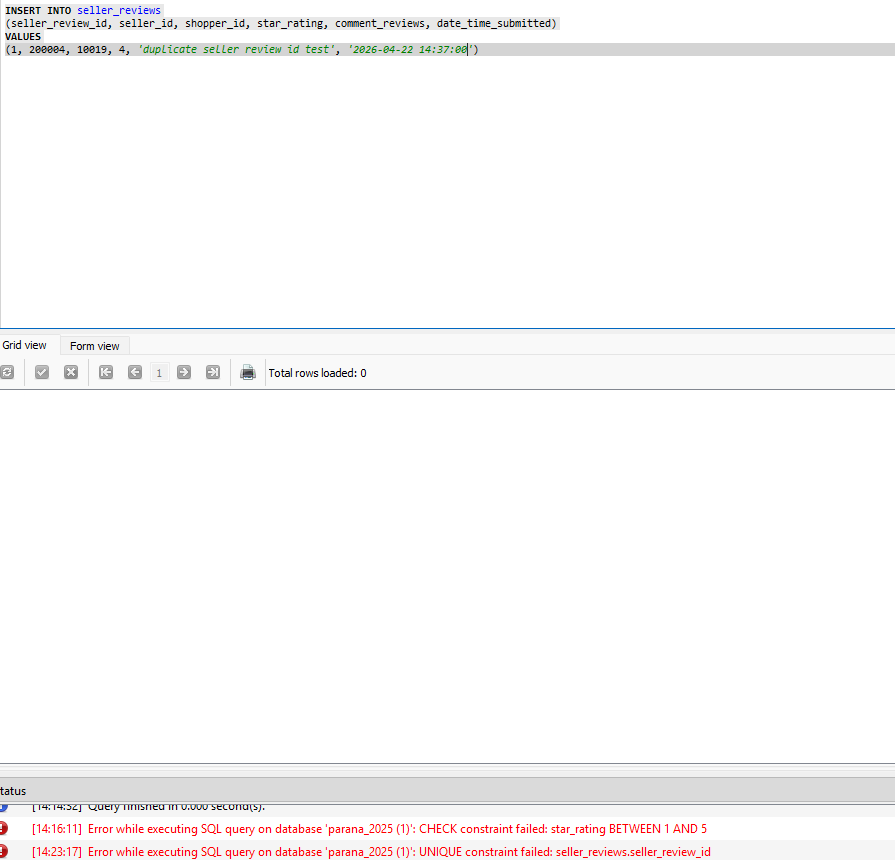 INSERT INTO seller_reviews
(seller_review_id, seller_id, shopper_id, star_rating, comment_reviews, date_time_submitted)
VALUES
(1, 200004, 10019, 4, 'duplicate seller review id test', '2026-04-22 14:37:00')
Grid view Form view
1 Total rows loaded: 0
tatus
[14:14:52] Query finished in 0.000 second(s).
[14:16:11] Error while executing SQL query on database 'parana_2025 (1)': CHECK constraint failed: star_rating BETWEEN 1 AND 5
[14:23:17] Error while executing SQL query on database 'parana_2025 (1)': UNIQUE constraint failed: seller_reviews.seller_review_id